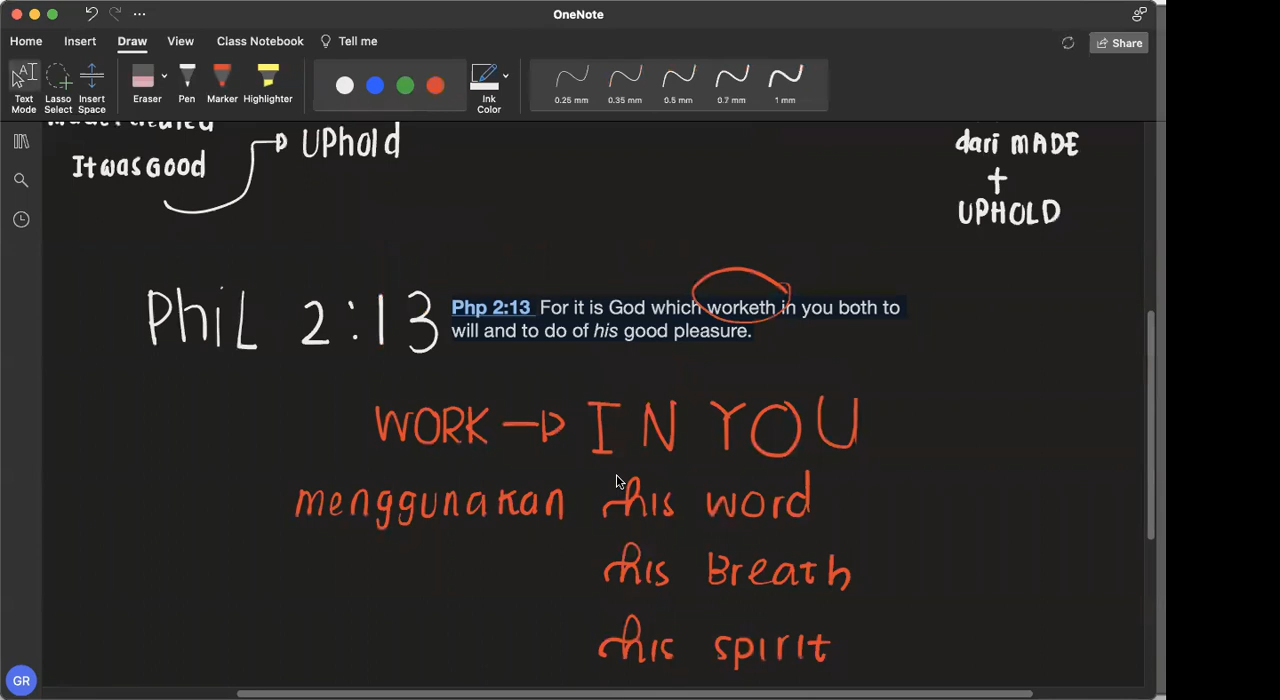 OneNote
Home Insert Draw View Class Notebook Tell me
Share
Text Mode
Lasso Select
Insert Space
Eraser
Pen
Marker
Highlighter
Ink Color
0.25 mm
0.35 mm
0.5 mm
0.7 mm
1 mm
created
It was Good
UPhold
dari MADE
+
UPHOLD
PhiL 2:13
Php 2:13 For it is God which worketh in you both to
will and to do of his good pleasure.
WORK → IN YOU
menggunakan his word
his Breath
his spirit
GR